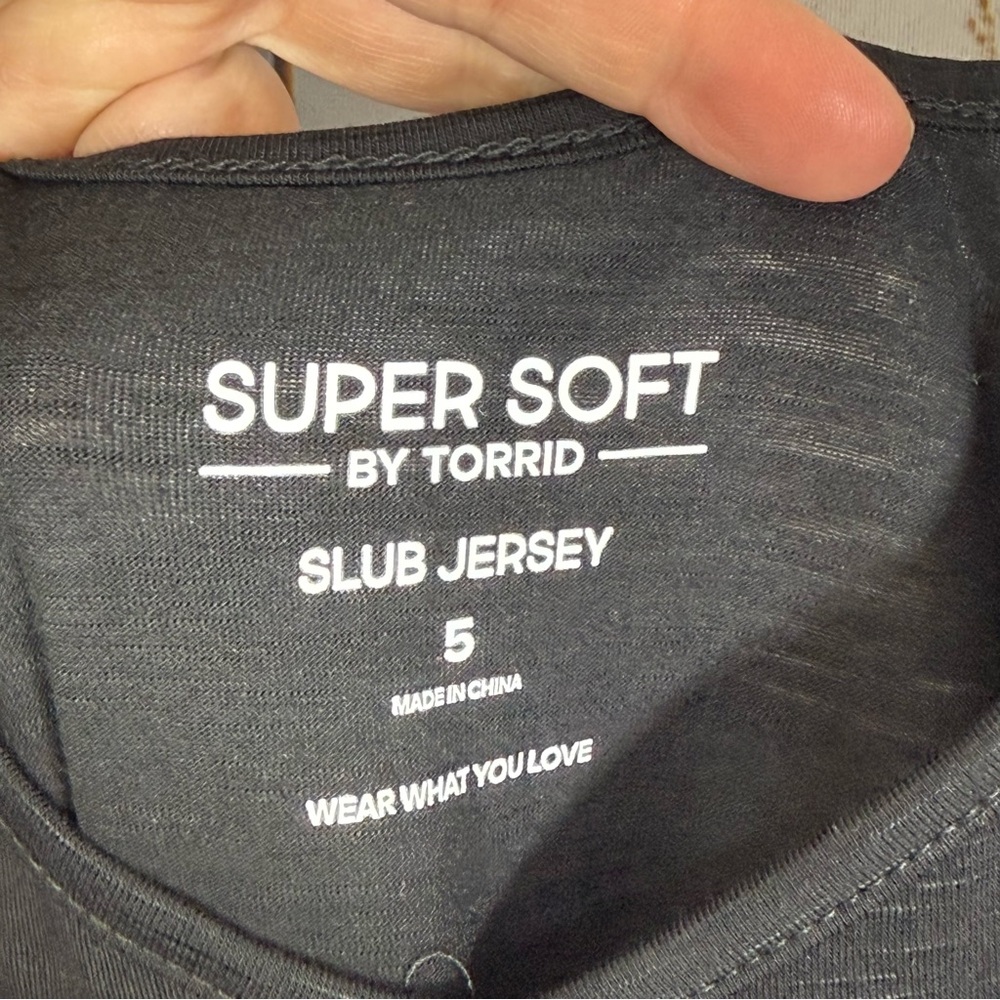 SUPER SOFT
BY TORRID
SLUB JERSEY
5
MADE IN CHINA
WEAR WHAT YOU LOVE